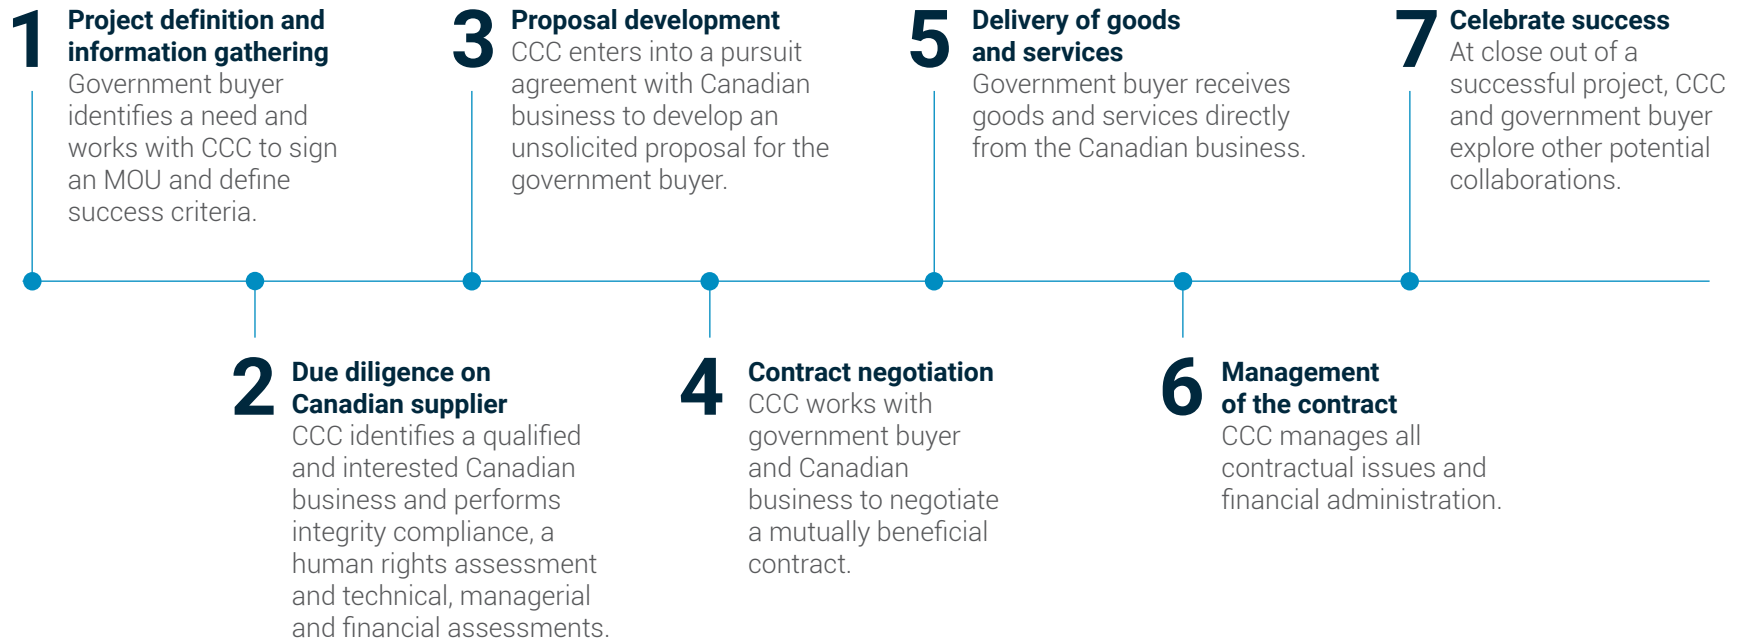 1
Project definition and
information gathering
Government buyer
identifies a need and
works with CCC to sign
an MOU and define
success criteria.
2
Due diligence on
Canadian supplier
CCC identifies a qualified
and interested Canadian
business and performs
integrity compliance, a
human rights assessment
and technical, managerial
and financial assessments.
3
Proposal development
CCC enters into a pursuit
agreement with Canadian
business to develop an
unsolicited proposal for the
government buyer.
4
Contract negotiation
CCC works with
government buyer
and Canadian
business to negotiate
a mutually beneficial
contract.
5
Delivery of goods
and services
Government buyer receives
goods and services directly
from the Canadian business.
6
Management
of the contract
CCC manages all
contractual issues and
financial administration.
7
Celebrate success
At close out of a
successful project, CCC
and government buyer
explore other potential
collaborations.